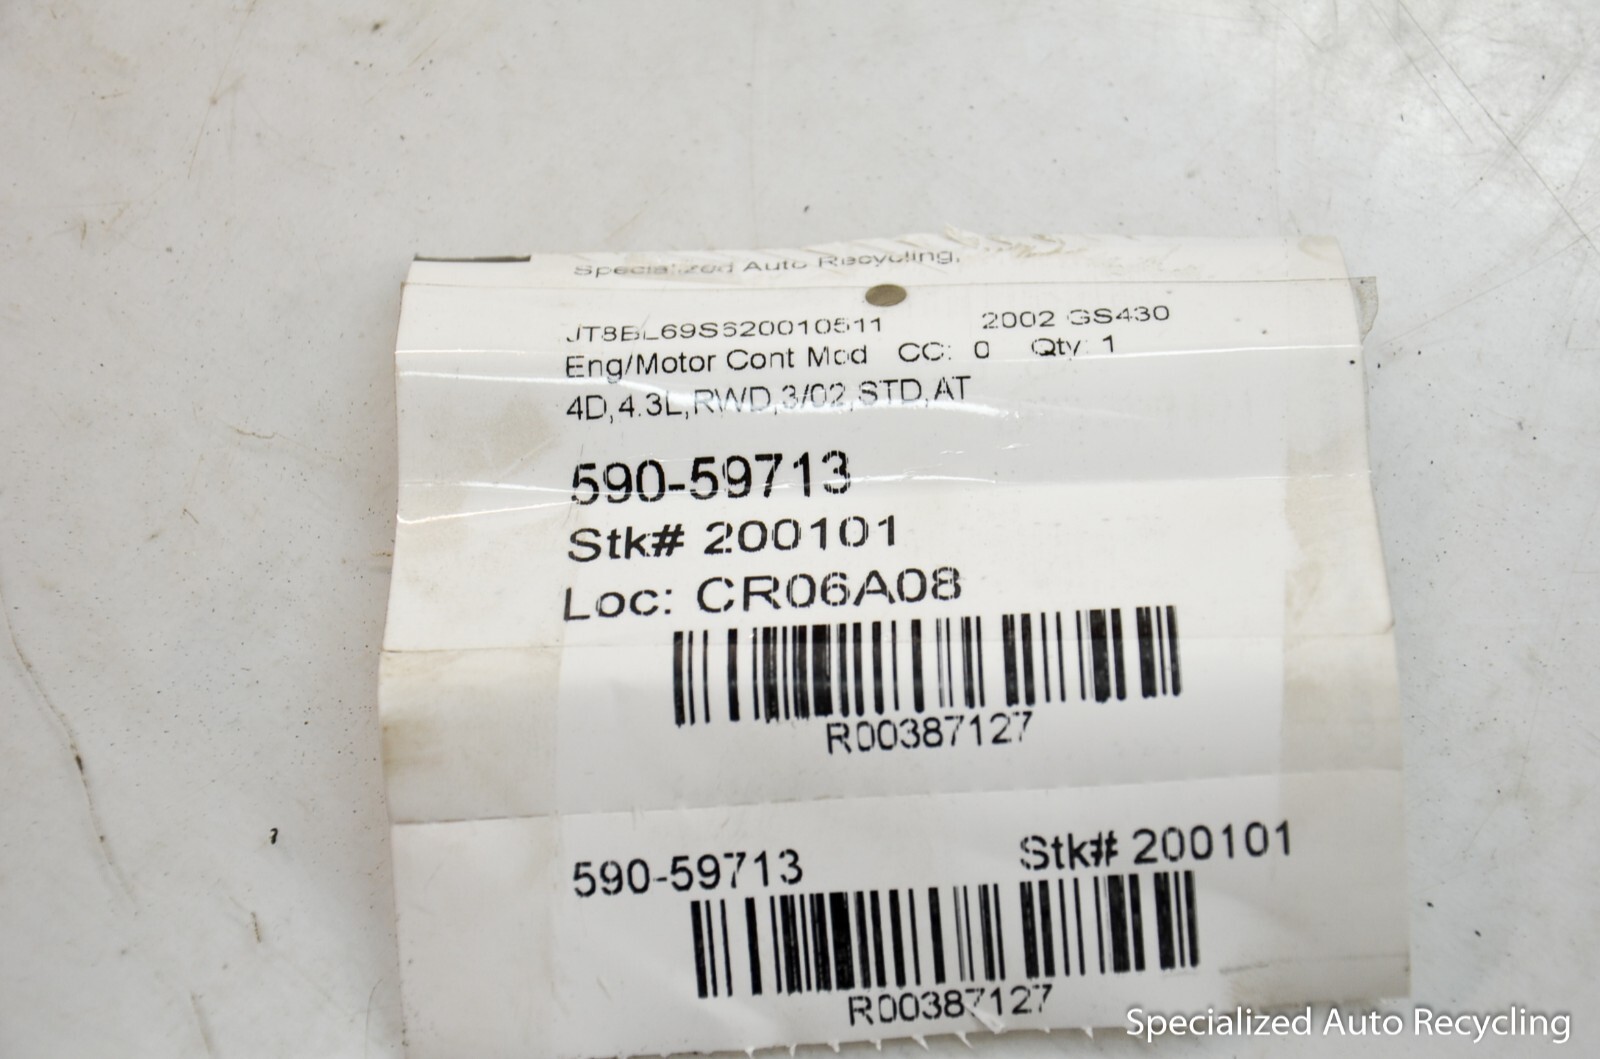 Specialized Auto Recycling,
JT8BL69S620010511 2002 GS430
Eng/Motor Cont Mod CC: 0 Qty: 1
4D,4.3L,RWD,3/02,STD,AT
590-59713
Stk# 200101
Loc: CR06A08
R00387127
590-59713 Stk# 200101
R00387127
Specialized Auto Recycling